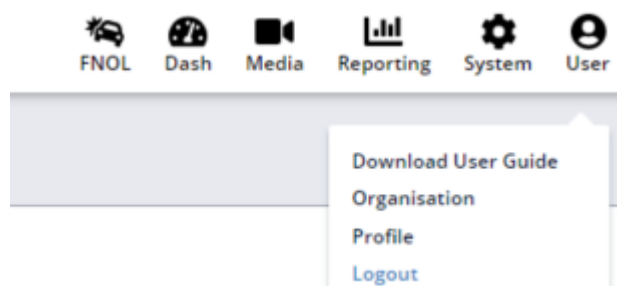 FNOL Dash Media Reporting System User
Download User Guide
Organisation
Profile
Logout